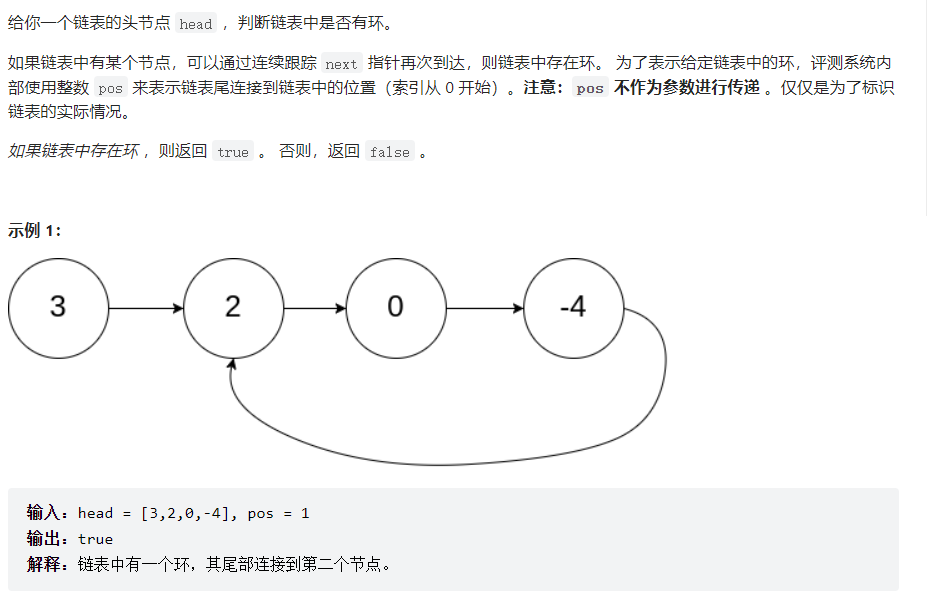 给你一个链表的头节点 head ，判断链表中是否有环。
如果链表中有某个节点，可以通过连续跟踪 next 指针再次到达，则链表中存在环。 为了表示给定链表中的环，评测系统内
部使用整数 pos 来表示链表尾连接到链表中的位置（索引从 0 开始）。注意：pos 不作为参数进行传递 。仅仅是为了标识
链表的实际情况。
如果链表中存在环 ，则返回 true 。 否则，返回 false 。
示例 1：
3 2 0 -4
输入：head = [3,2,0,-4], pos = 1
输出：true
解释：链表中有一个环，其尾部连接到第二个节点。